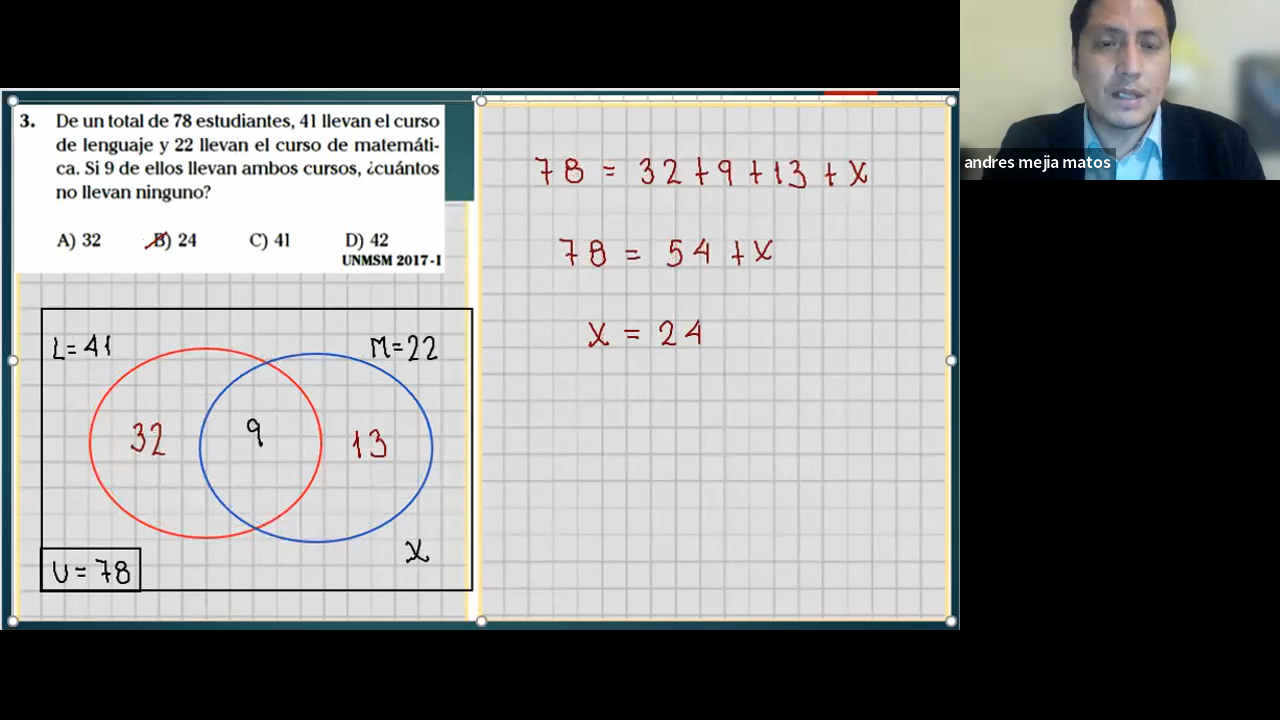 3. De un total de 78 estudiantes, 41 llevan el curso
de lenguaje y 22 llevan el curso de matemáti-
ca. Si 9 de ellos llevan ambos cursos, ¿cuántos
no llevan ninguno?
A) 32 B) 24 C) 41 D) 42
UNMSM 2017-I
L=41 M=22
32 9 13
x
U=78
78 = 32+9+13+x
78 = 54+x
x = 24
andres mejia matos